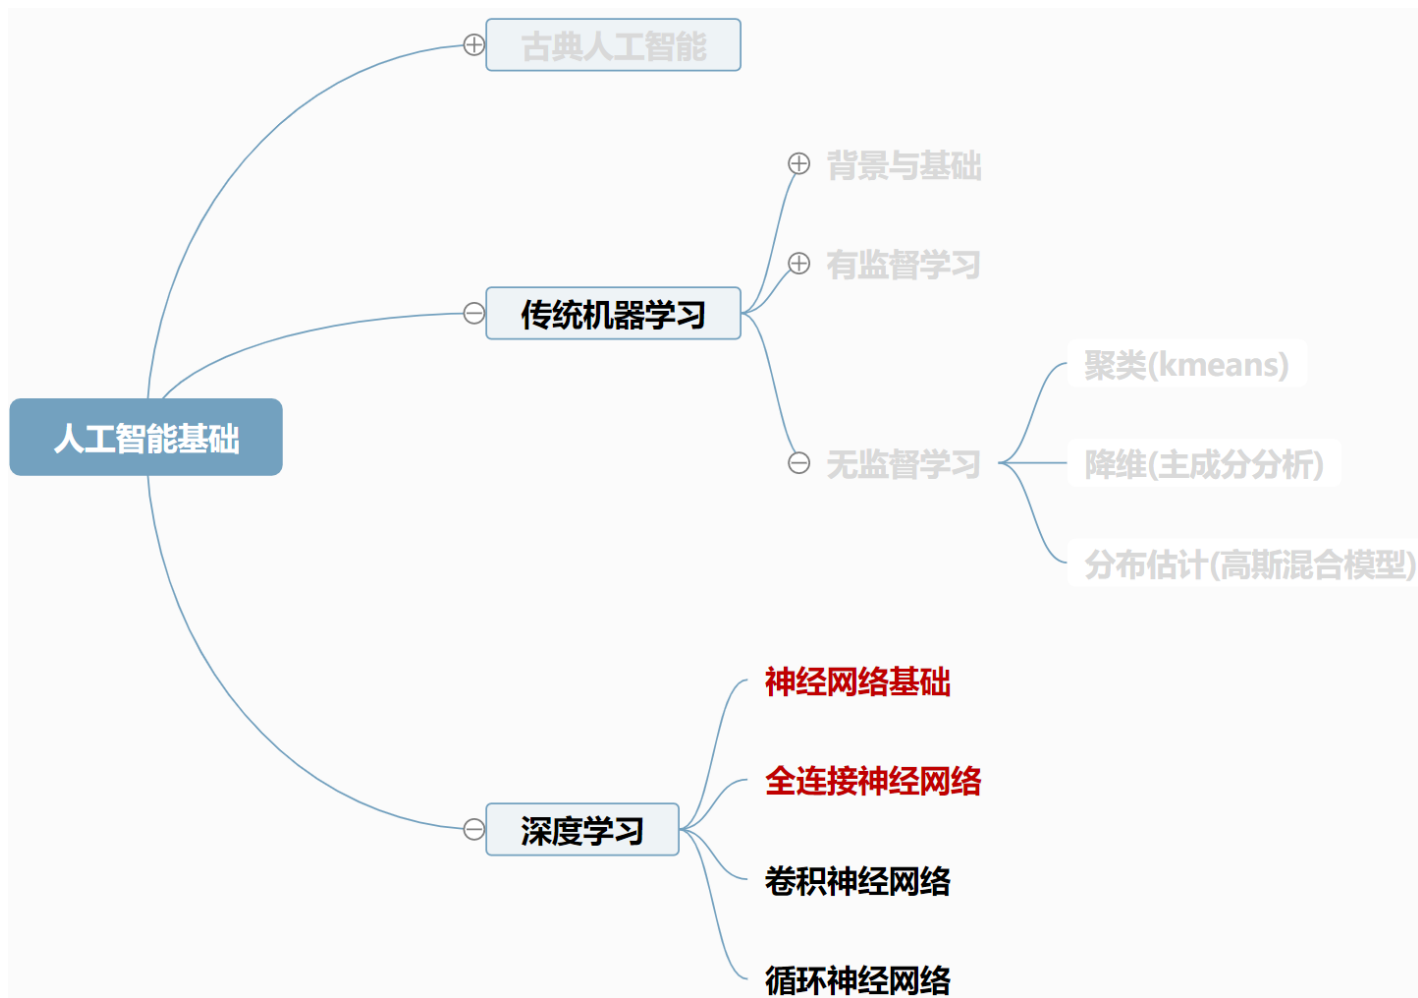 古典人工智能
背景与基础
有监督学习
传统机器学习
聚类(kmeans)
人工智能基础
无监督学习
降维(主成分分析)
分布估计(高斯混合模型)
神经网络基础
全连接神经网络
深度学习
卷积神经网络
循环神经网络